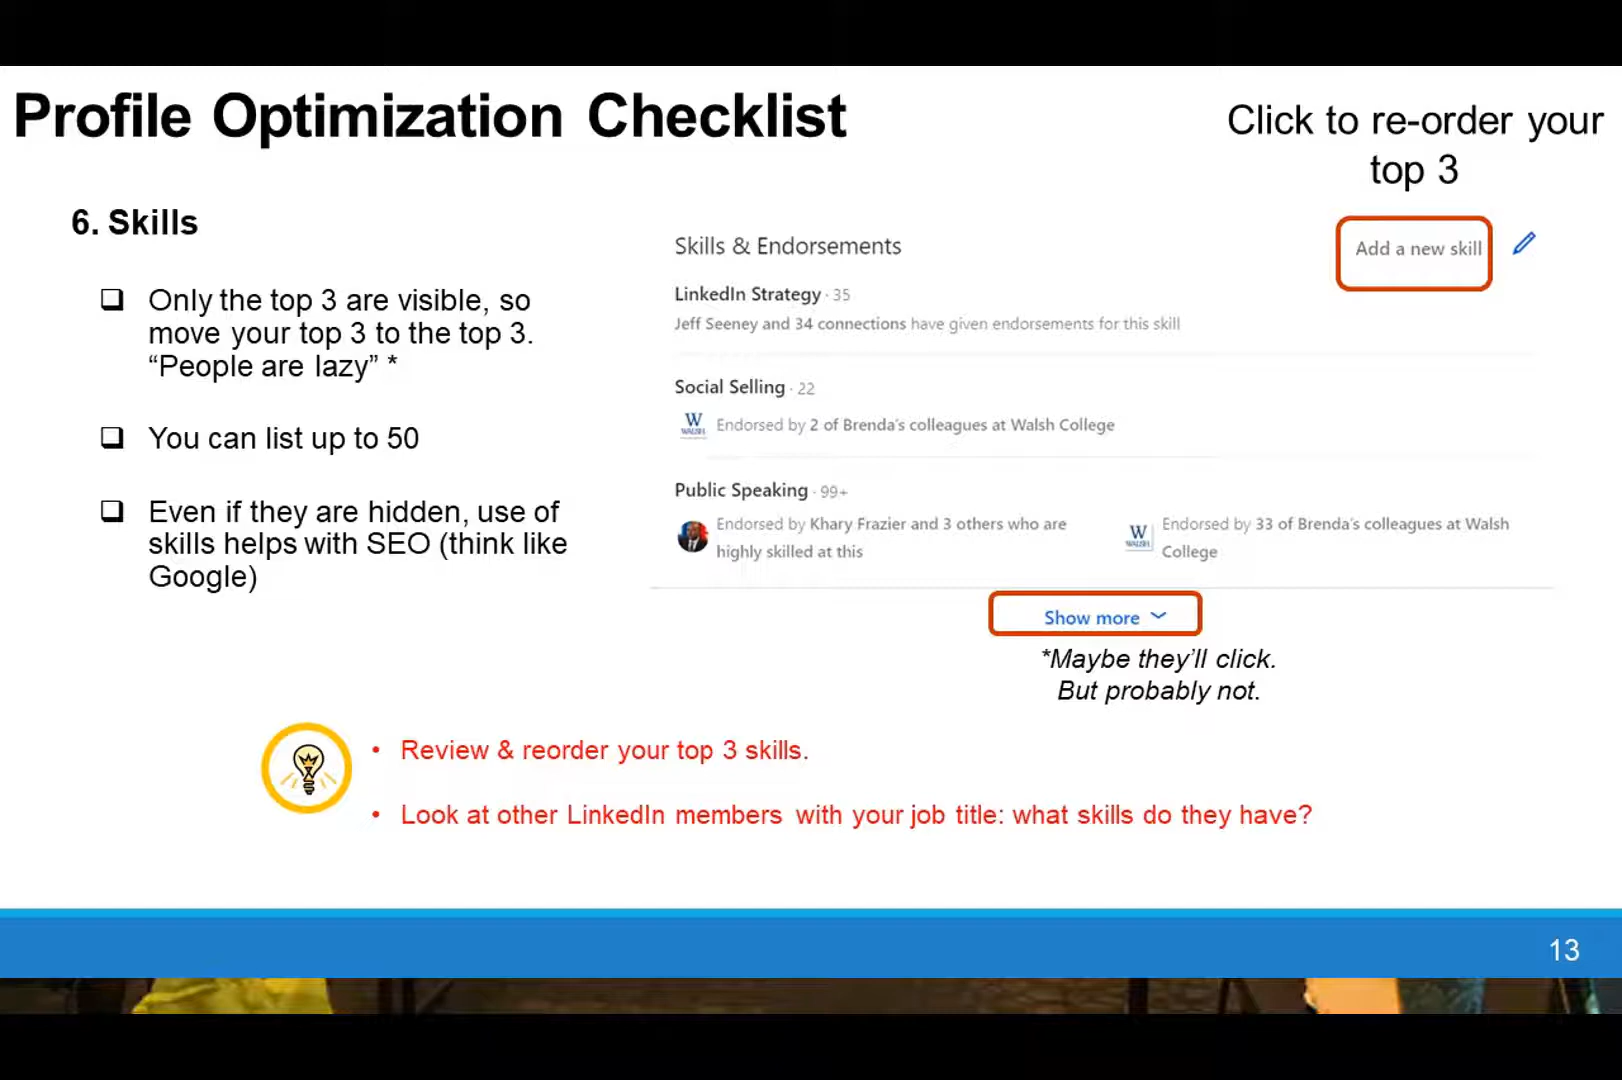 Profile Optimization Checklist
Click to re-order your
top 3
6. Skills
Only the top 3 are visible, so
move your top 3 to the top 3.
“People are lazy” *
You can list up to 50
Even if they are hidden, use of
skills helps with SEO (think like
Google)
Skills & Endorsements
Add a new skill
LinkedIn Strategy · 35
Jeff Seeney and 34 connections have given endorsements for this skill
Social Selling · 22
W
WALSH
Endorsed by 2 of Brenda's colleagues at Walsh College
Public Speaking · 99+
Endorsed by Khary Frazier and 3 others who are
highly skilled at this
W
WALSH
Endorsed by 33 of Brenda's colleagues at Walsh
College
Show more
*Maybe they'll click.
But probably not.
• Review & reorder your top 3 skills.
• Look at other LinkedIn members with your job title: what skills do they have?
13